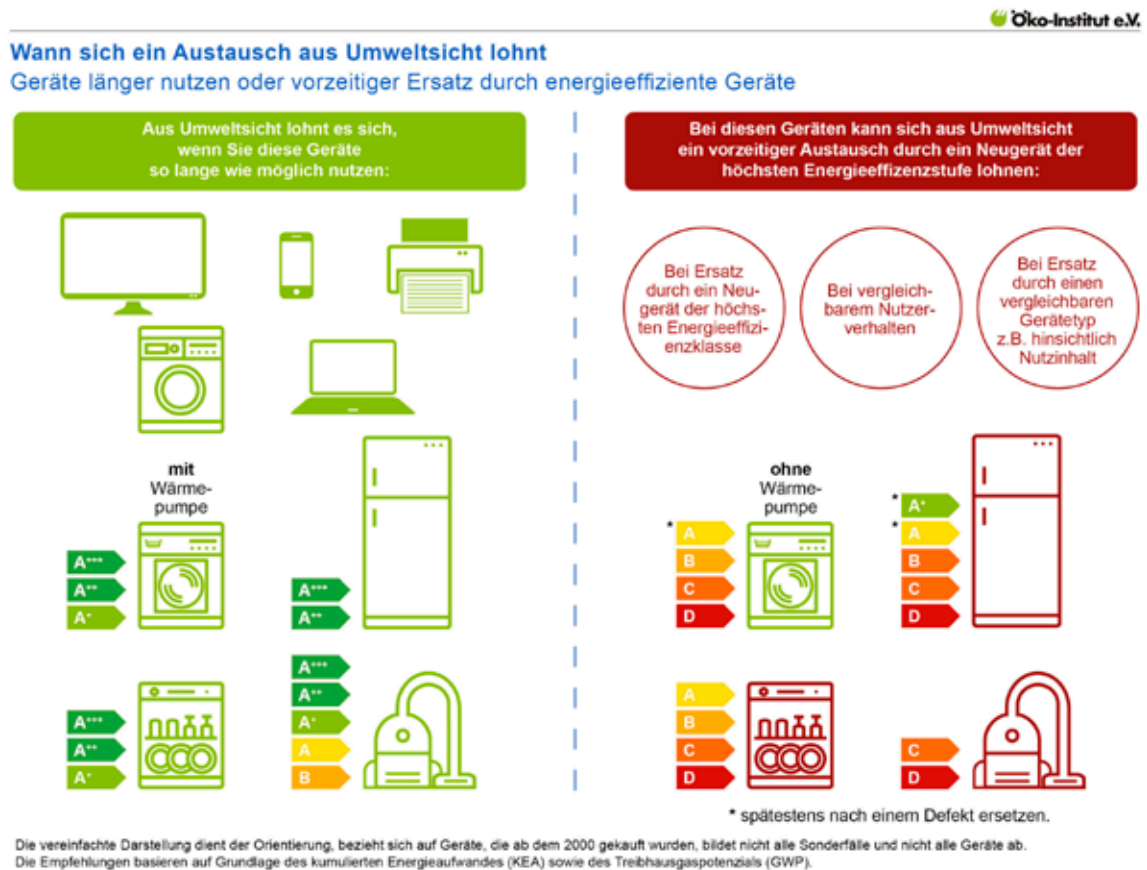 Öko-Institut e.V.
Wann sich ein Austausch aus Umweltsicht lohnt
Geräte länger nutzen oder vorzeitiger Ersatz durch energieeffiziente Geräte
Aus Umweltsicht lohnt es sich,
wenn Sie diese Geräte
so lange wie möglich nutzen:
mit
Wärme-
pumpe
A+++
A++
A+
A+++
A++
A+++
A++
A+
A+++
A++
A+
A
B
Bei diesen Geräten kann sich aus Umweltsicht
ein vorzeitiger Austausch durch ein Neugerät der
höchsten Energieeffizenzstufe lohnen:
Bei Ersatz
durch ein Neu-
gerät der höchs-
ten Energieeffizi-
enzklasse
Bei vergleich-
barem Nutzer-
verhalten
Bei Ersatz
durch einen
vergleichbaren
Gerätetyp
z.B. hinsichtlich
Nutzinhalt
ohne
Wärme-
pumpe
* A
B
C
D
* A+
* A
B
C
D
A
B
C
D
C
D
* spätestens nach einem Defekt ersetzen.
Die vereinfachte Darstellung dient der Orientierung, bezieht sich auf Geräte, die ab dem 2000 gekauft wurden, bildet nicht alle Sonderfälle und nicht alle Geräte ab.
Die Empfehlungen basieren auf Grundlage des kumulierten Energieaufwandes (KEA) sowie des Treibhausgaspotenzials (GWP).